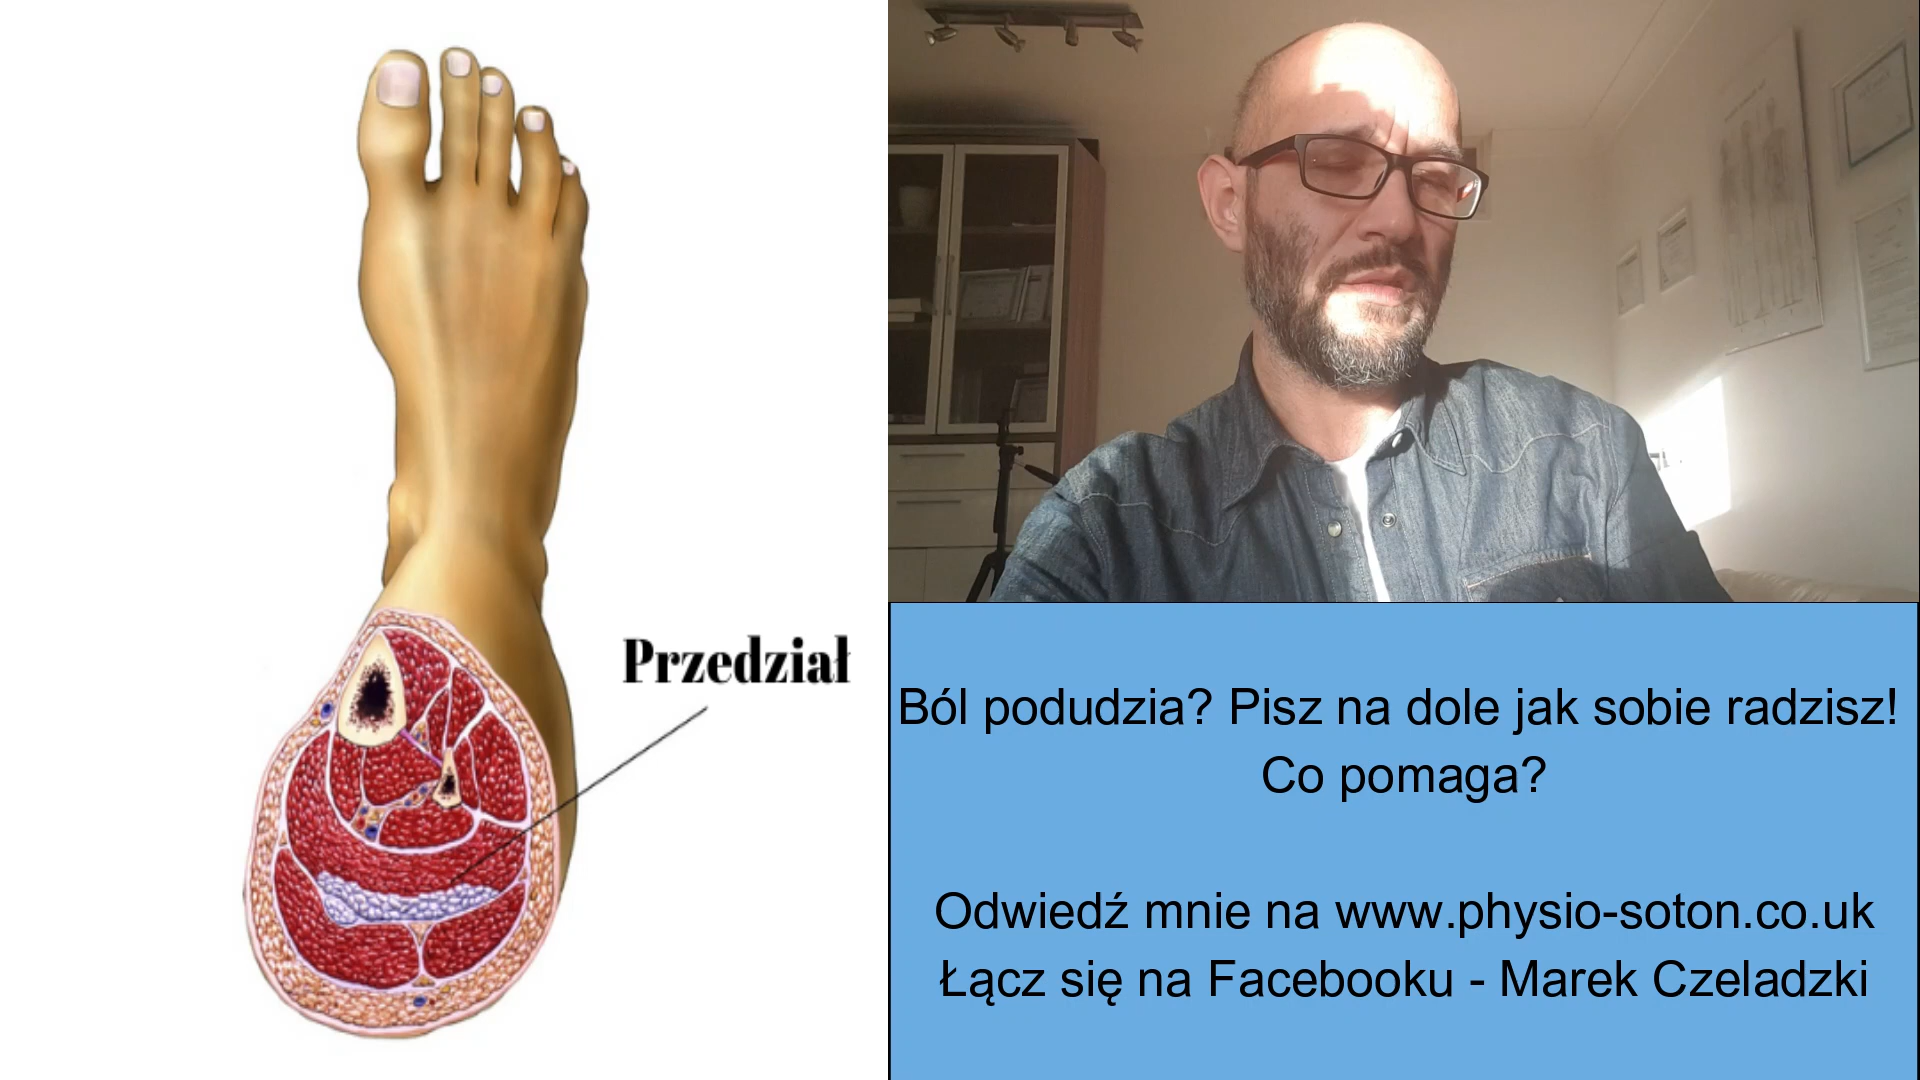 Przedział
Ból podudzia? Pisz na dole jak sobie radzisz!
Co pomaga?
Odwiedź mnie na www.physio-soton.co.uk
Łącz się na Facebooku - Marek Czeladzki